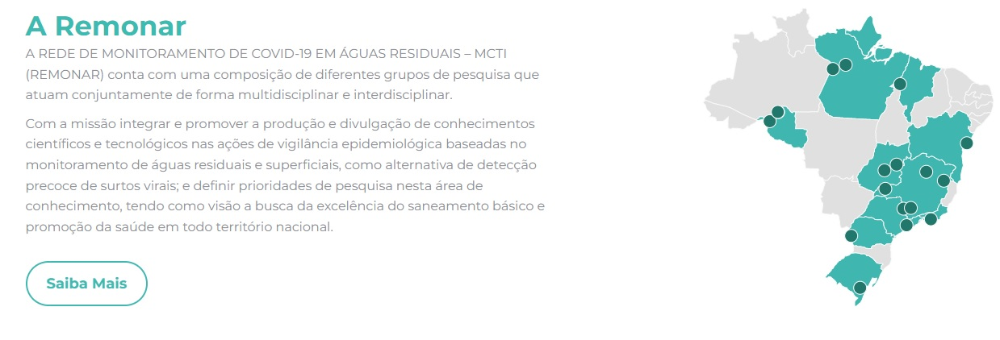 A Remonar
A REDE DE MONITORAMENTO DE COVID-19 EM ÁGUAS RESIDUAIS – MCTI
(REMONAR) conta com uma composição de diferentes grupos de pesquisa que
atuam conjuntamente de forma multidisciplinar e interdisciplinar.
Com a missão integrar e promover a produção e divulgação de conhecimentos
científicos e tecnológicos nas ações de vigilância epidemiológica baseadas no
monitoramento de águas residuais e superficiais, como alternativa de detecção
precoce de surtos virais; e definir prioridades de pesquisa nesta área de
conhecimento, tendo como visão a busca da excelência do saneamento básico e
promoção da saúde em todo território nacional.
Saiba Mais